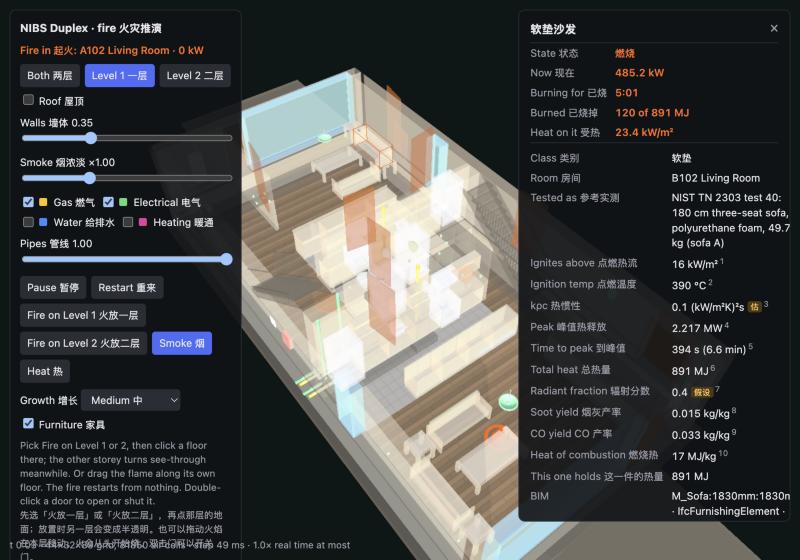 NIBS Duplex · fire 火灾推演
Fire in 起火: A102 Living Room · 0 kW
Both 两层
Level 1 一层
Level 2 二层
Roof 屋顶
Walls 墙体 0.35
Smoke 烟浓淡 ×1.00
Gas 燃气
Electrical 电气
Water 给排水
Heating 暖通
Pipes 管线 1.00
Pause 暂停
Restart 重来
Fire on Level 1 火放一层
Fire on Level 2 火放二层
Smoke 烟
Heat 热
Growth 增长
Medium 中
Furniture 家具
Pick Fire on Level 1 or 2, then click a floor
there; the other storey turns see-through
meanwhile. Or drag the flame along its own
floor. The fire restarts from nothing. Double-
click a door to open or shut it.
先选「火放一层」或「火放二层」，再点那层的地
面；放置时另一层会变成半透明。也可以拖动火焰
门。
step 49 ms · 1.0× real time at most
软垫沙发
×
State 状态 燃烧
Now 现在 485.2 kW
Burning for 已烧 5:01
Burned 已烧掉 120 of 891 MJ
Heat on it 受热 23.4 kW/m²
Class 类别 软垫
Room 房间 B102 Living Room
Tested as 参考实测 NIST TN 2303 test 40:
180 cm three-seat sofa,
polyurethane foam, 49.7
kg (sofa A)
Ignites above 点燃热流 16 kW/m² 1
Ignition temp 点燃温度 390 °C 2
kρc 热惯性 0.1 (kW/m²K)²s 估 3
Peak 峰值热释放 2.217 MW 4
Time to peak 到峰值 394 s (6.6 min) 5
Total heat 总热量 891 MJ 6
Radiant fraction 辐射分数 0.4 假设 7
Soot yield 烟灰产率 0.015 kg/kg 8
CO yield CO 产率 0.033 kg/kg 9
Heat of combustion 燃烧热 17 MJ/kg 10
This one holds 这一件的热量 891 MJ
BIM M_Sofa:1830mm:1830m
· IfcFurnishingElement ·